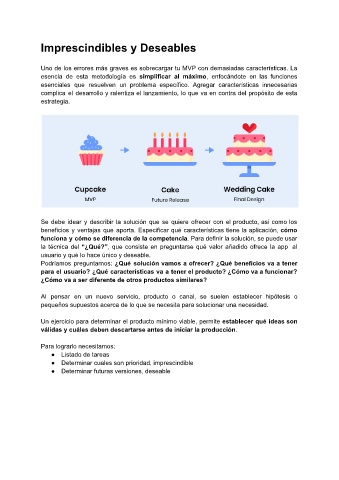 Imprescindibles y Deseables
Uno de los errores más graves es sobrecargar tu MVP con demasiadas características. La
esencia de esta metodología es simplificar al máximo, enfocándote en las funciones
esenciales que resuelven un problema específico. Agregar características innecesarias
complica el desarrollo y ralentiza el lanzamiento, lo que va en contra del propósito de esta
estrategia.
Cupcake
MVP
Cake
Future Release
Wedding Cake
Final Design
Se debe idear y describir la solución que se quiere ofrecer con el producto, así como los
beneficios y ventajas que aporta. Especificar qué características tiene la aplicación, cómo
funciona y cómo se diferencia de la competencia. Para definir la solución, se puede usar
la técnica del "¿Qué?", que consiste en preguntarse qué valor añadido ofrece la app al
usuario y qué lo hace único y deseable.
Podríamos preguntarnos: ¿Qué solución vamos a ofrecer? ¿Qué beneficios va a tener
para el usuario? ¿Qué características va a tener el producto? ¿Cómo va a funcionar?
¿Cómo va a ser diferente de otros productos similares?
Al pensar en un nuevo servicio, producto o canal, se suelen establecer hipótesis o
pequeños supuestos acerca de lo que se necesita para solucionar una necesidad.
Un ejercicio para determinar el producto mínimo viable, permite establecer qué ideas son
válidas y cuáles deben descartarse antes de iniciar la producción.
Para lograrlo necesitamos:
● Listado de tareas
● Determinar cuales son prioridad, imprescindible
● Determinar futuras versiones, deseable